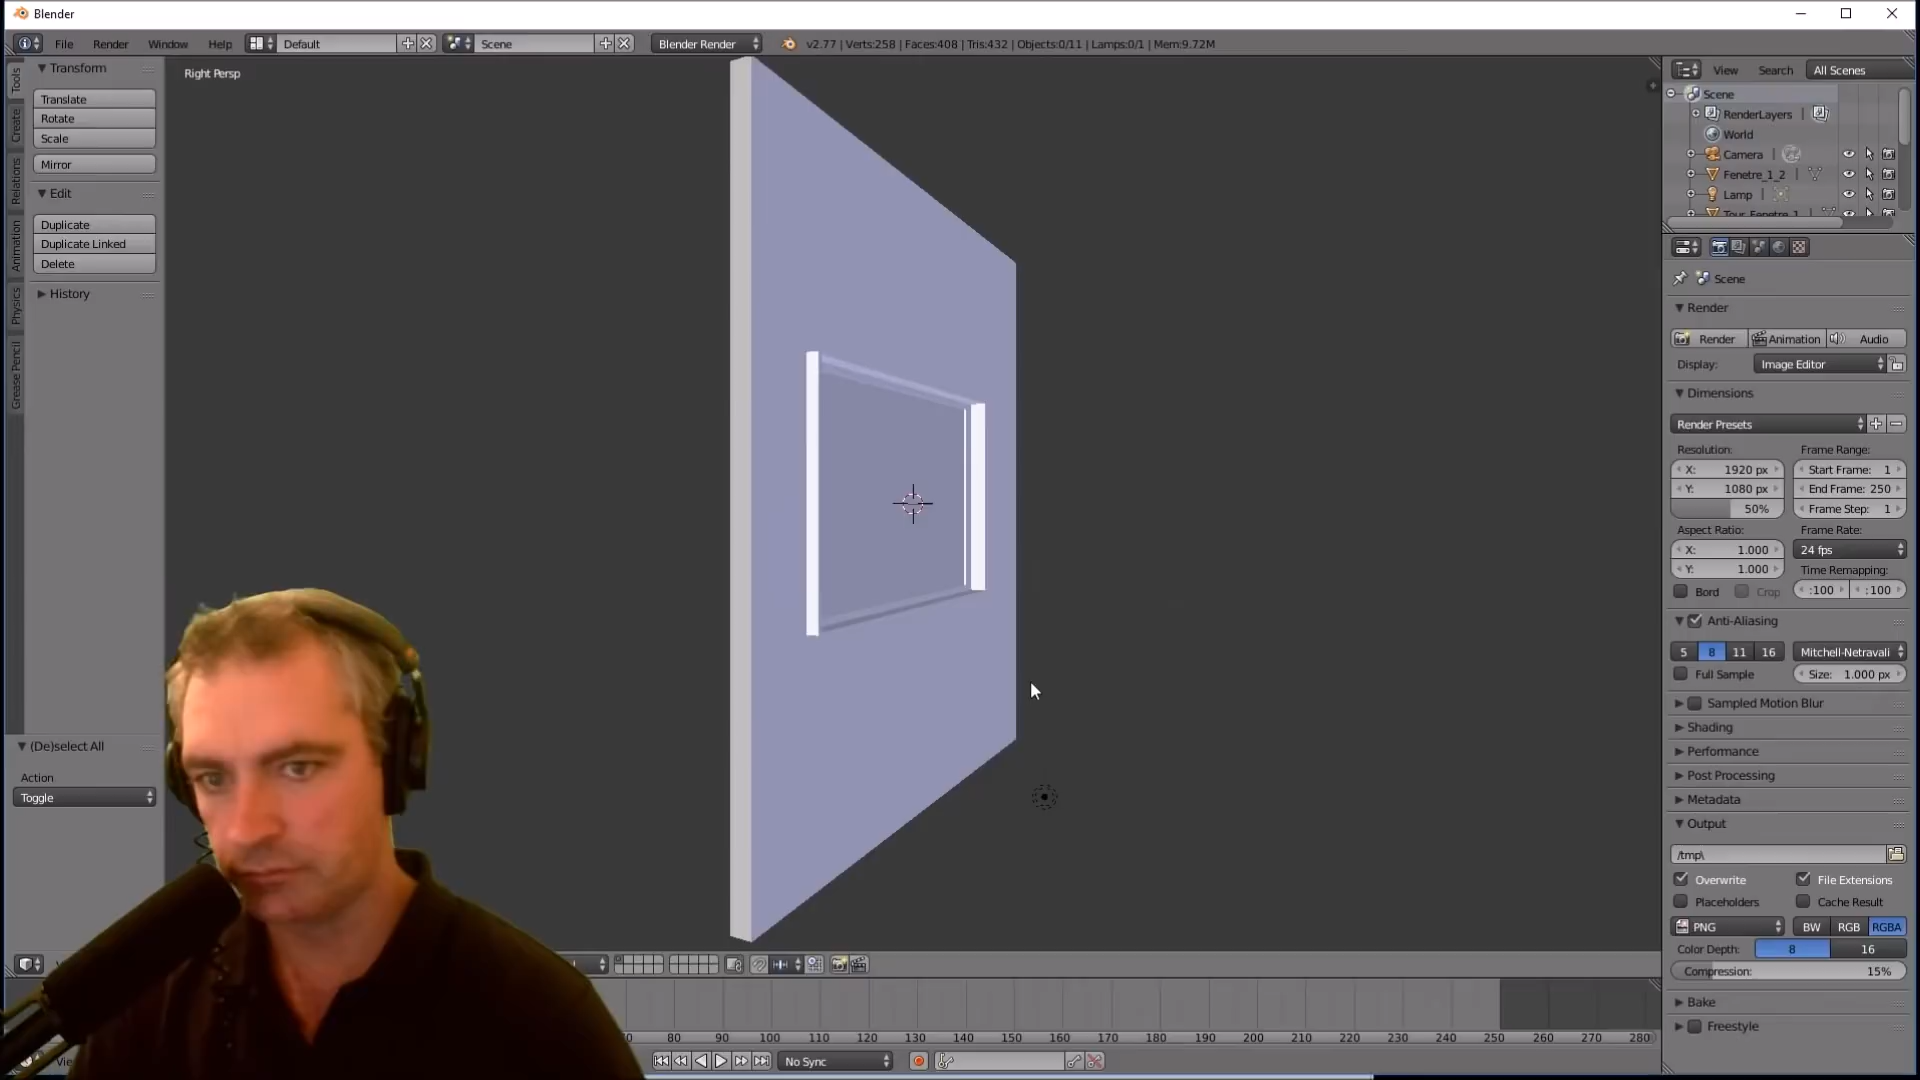 Blender
File Render Window Help Default Scene Blender Render v2.77 | Verts:258 | Faces:408 | Tris:432 | Objects:0/11 | Lamps:0/1 | Mem:9.72M
Tools
Create
Relations
Animation
Physics
Grease Pencil
Transform
Translate
Rotate
Scale
Mirror
Edit
Duplicate
Duplicate Linked
Delete
History
(De)select All
Action
Toggle
Right Persp
80 90 100 110 120 130 140 150 160 170 180 190 200 210 220 230 240 250 260 270 280
No Sync
View Search All Scenes
Scene
RenderLayers
World
Camera
Fenetre_1_2
Lamp
Tour_Fenetre_1
Scene
Render
Render Animation Audio
Display: Image Editor
Dimensions
Render Presets
Resolution: Frame Range:
X: 1920 px Start Frame: 1
Y: 1080 px End Frame: 250
50% Frame Step: 1
Aspect Ratio: Frame Rate:
X: 1.000 24 fps
Y: 1.000 Time Remapping:
Bord Crop :100 :100
Anti-Aliasing
5 8 11 16 Mitchell-Netravali
Full Sample Size: 1.000 px
Sampled Motion Blur
Shading
Performance
Post Processing
Metadata
Output
/tmp\
Overwrite File Extensions
Placeholders Cache Result
PNG BW RGB RGBA
Color Depth: 8 16
Compression: 15%
Bake
Freestyle